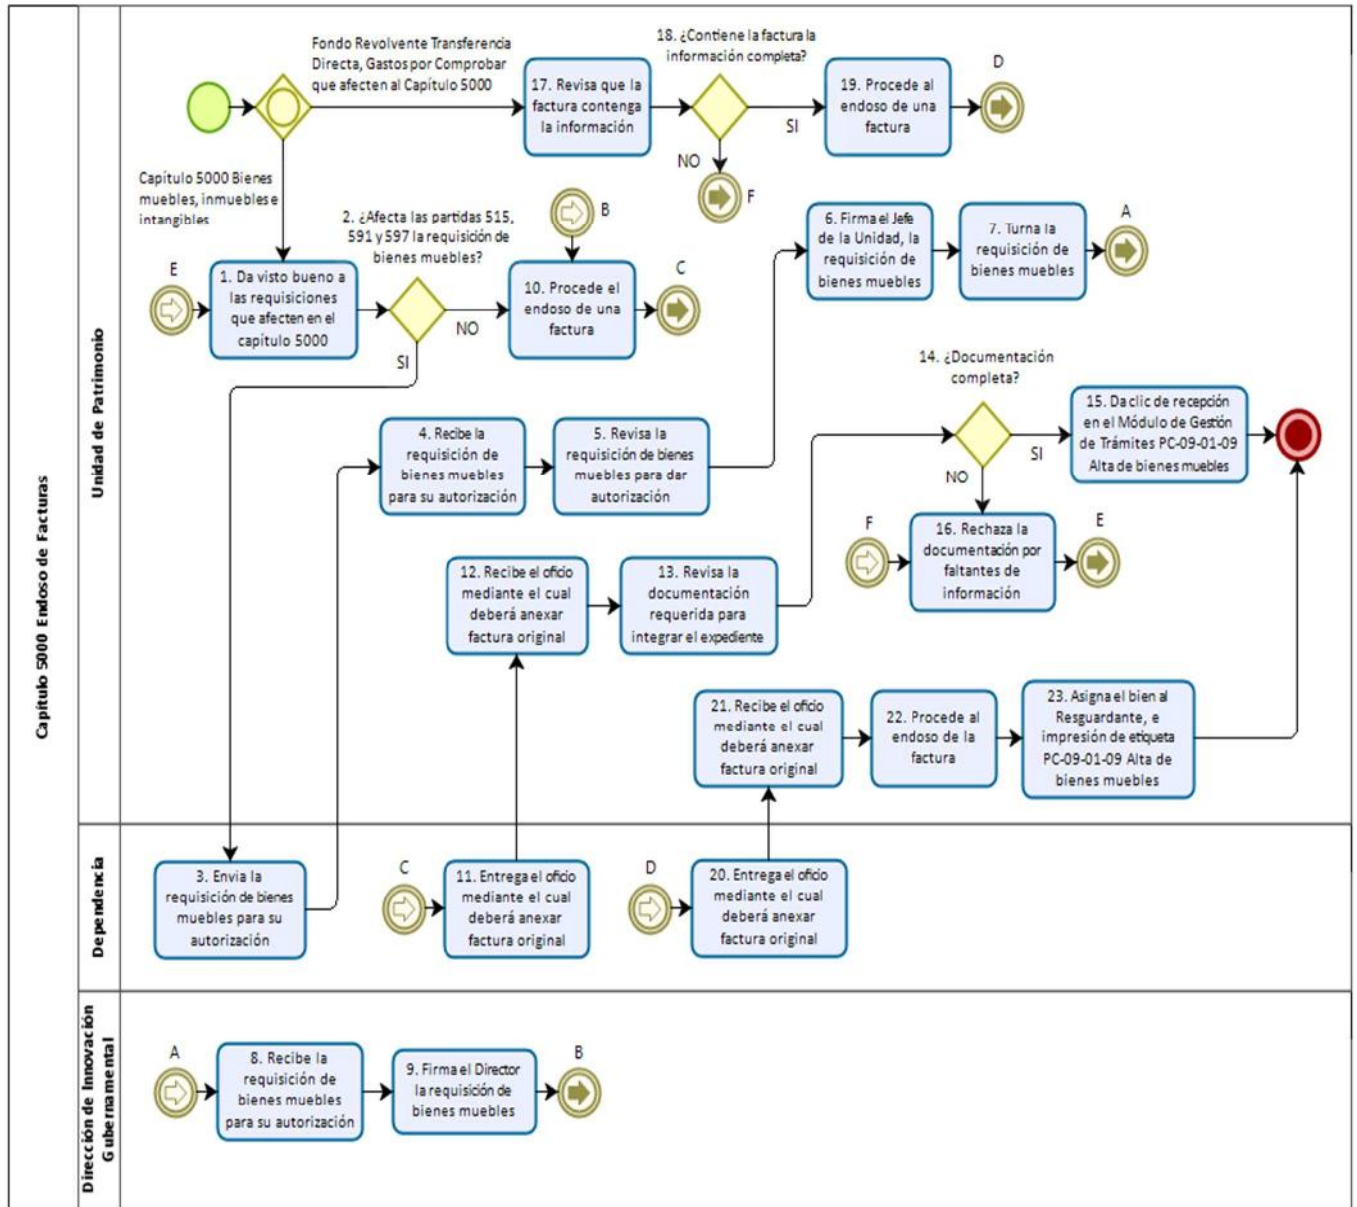 Capítulo 5000 Endoso de Facturas
Unidad de Patrimonio
Fondo Revolvente Transferencia
Directa, Gastos por Comprobar
que afecten al Capítulo 5000
17. Revisa que la
factura contenga
la información
18. ¿Contiene la factura la
información completa?
SI
NO
F
19. Procede al
endoso de una
factura
D
Capítulo 5000 Bienes
muebles, inmuebles e
intangibles
E
1. Da visto bueno a
las requisiciones
que afecten en el
capítulo 5000
2. ¿Afecta las partidas 515,
591 y 597 la requisición de
bienes muebles?
NO
SI
B
10. Procede el
endoso de una
factura
C
6. Firma el Jefe
de la Unidad, la
requisición de
bienes muebles
7. Turna la
requisición de
bienes muebles
A
4. Recibe la
requisición de
bienes muebles
para su autorización
5. Revisa la
requisición de bienes
muebles para dar
autorización
14. ¿Documentación
completa?
SI
NO
15. Da clic de recepción
en el Módulo de Gestión
de Trámites PC-09-01-09
Alta de bienes muebles
F
16. Rechaza la
documentación por
faltantes de
información
E
12. Recibe el oficio
mediante el cual
deberá anexar
factura original
13. Revisa la
documentación
requerida para
integrar el expediente
21. Recibe el oficio
mediante el cual
deberá anexar
factura original
22. Procede al
endoso de la
factura
23. Asigna el bien al
Resguardante, e
impresión de etiqueta
PC-09-01-09 Alta de
bienes muebles
Dependencia
3. Envia la
requisición de bienes
muebles para su
autorización
C
11. Entrega el oficio
mediante el cual
deberá anexar
factura original
D
20. Entrega el oficio
mediante el cual
deberá anexar
factura original
Dirección de Innovación
Gubernamental
A
8. Recibe la
requisición de
bienes muebles
para su autorización
9. Firma el Director
la requisición de
bienes muebles
B